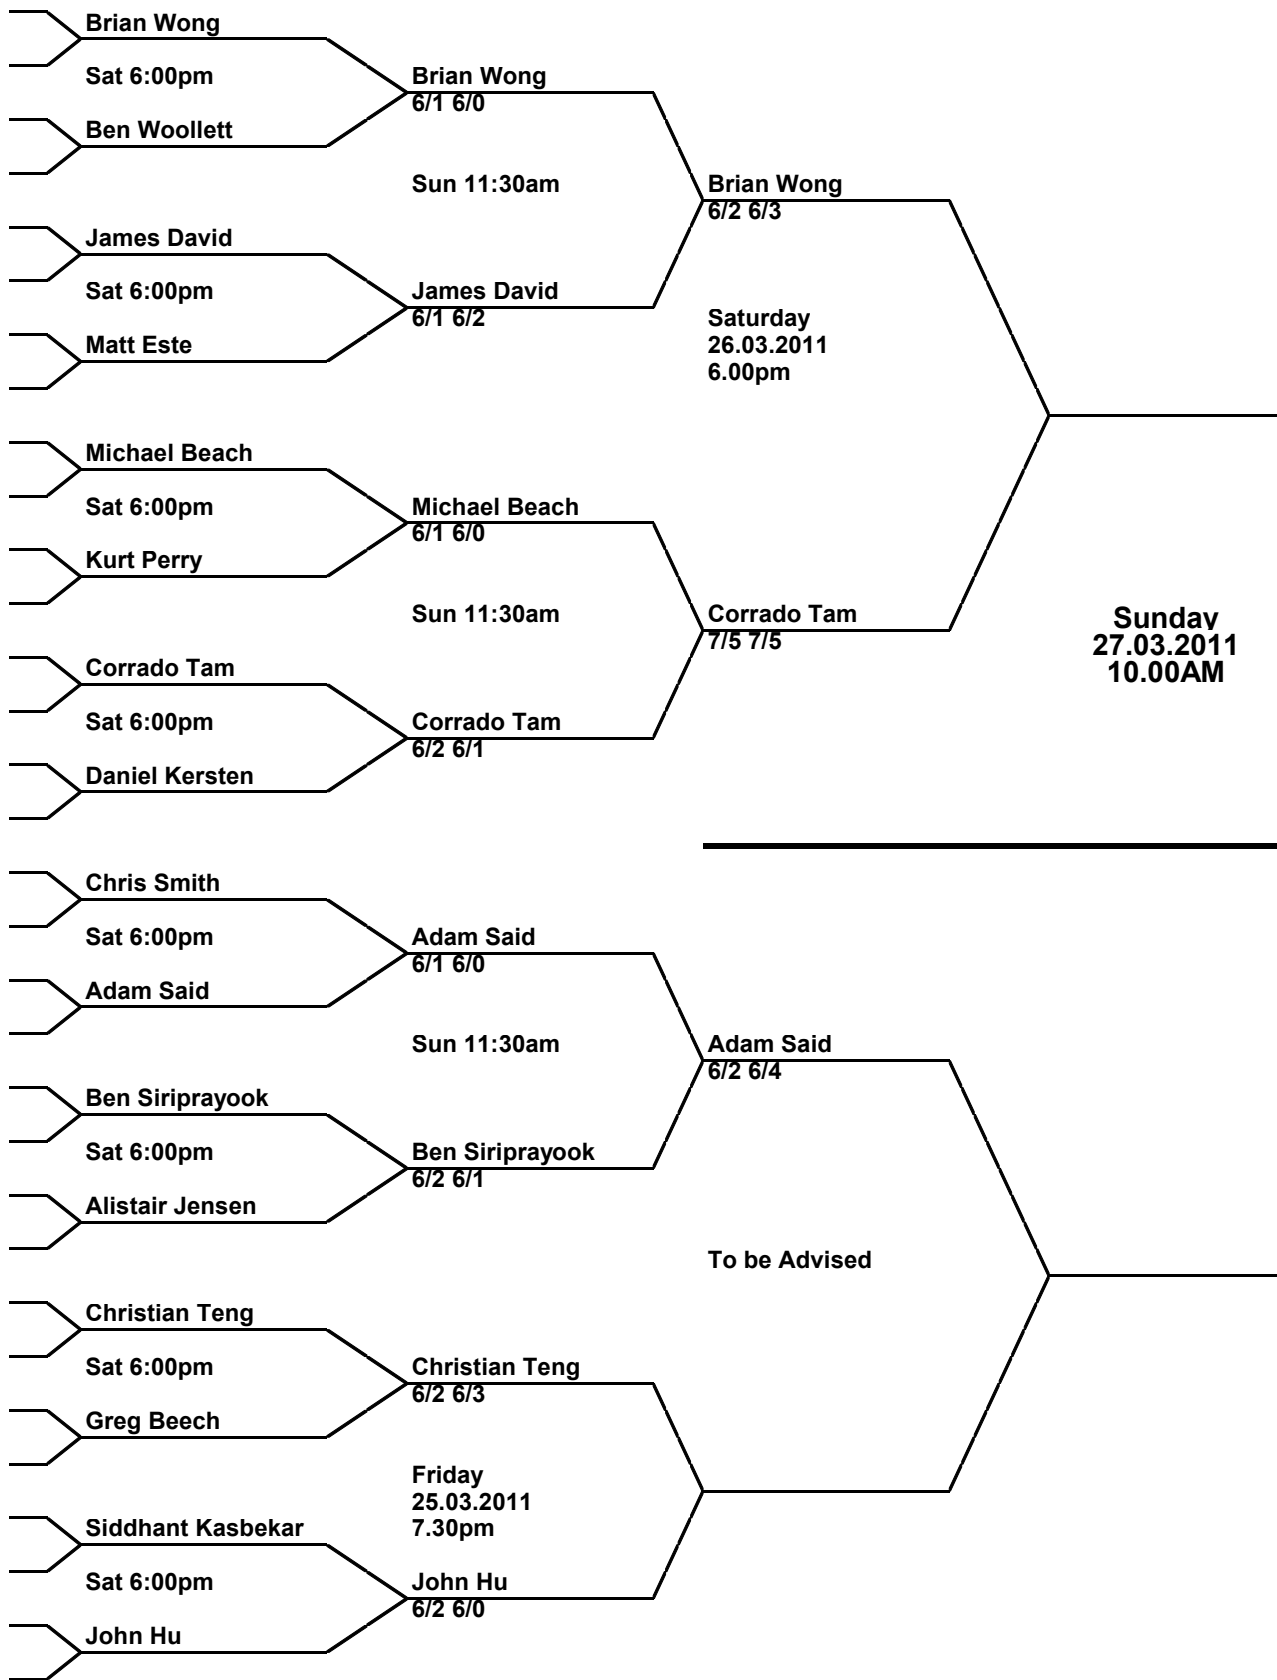 Brian Wong
Sat 6:00pm
Brian Wong
6/1 6/0
Ben Woollett
Sun 11:30am
Brian Wong
6/2 6/3
James David
Sat 6:00pm
James David
6/1 6/2
Matt Este
Saturday
26.03.2011
6.00pm
Michael Beach
Sat 6:00pm
Michael Beach
6/1 6/0
Kurt Perry
Sun 11:30am
Corrado Tam
7/5 7/5
Sunday
27.03.2011
10.00AM
Corrado Tam
Sat 6:00pm
Corrado Tam
6/2 6/1
Daniel Kersten
Chris Smith
Sat 6:00pm
Adam Said
6/1 6/0
Adam Said
Sun 11:30am
Adam Said
6/2 6/4
Ben Siriprayook
Sat 6:00pm
Ben Siriprayook
6/2 6/1
Alistair Jensen
To be Advised
Christian Teng
Sat 6:00pm
Christian Teng
6/2 6/3
Greg Beech
Friday
25.03.2011
7.30pm
Siddhant Kasbekar
Sat 6:00pm
John Hu
6/2 6/0
John Hu